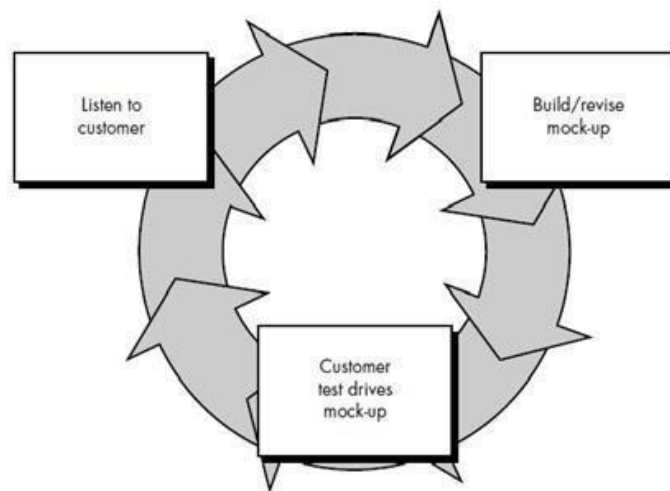 Listen to
customer
Build/revise
mock-up
Customer
test drives
mock-up